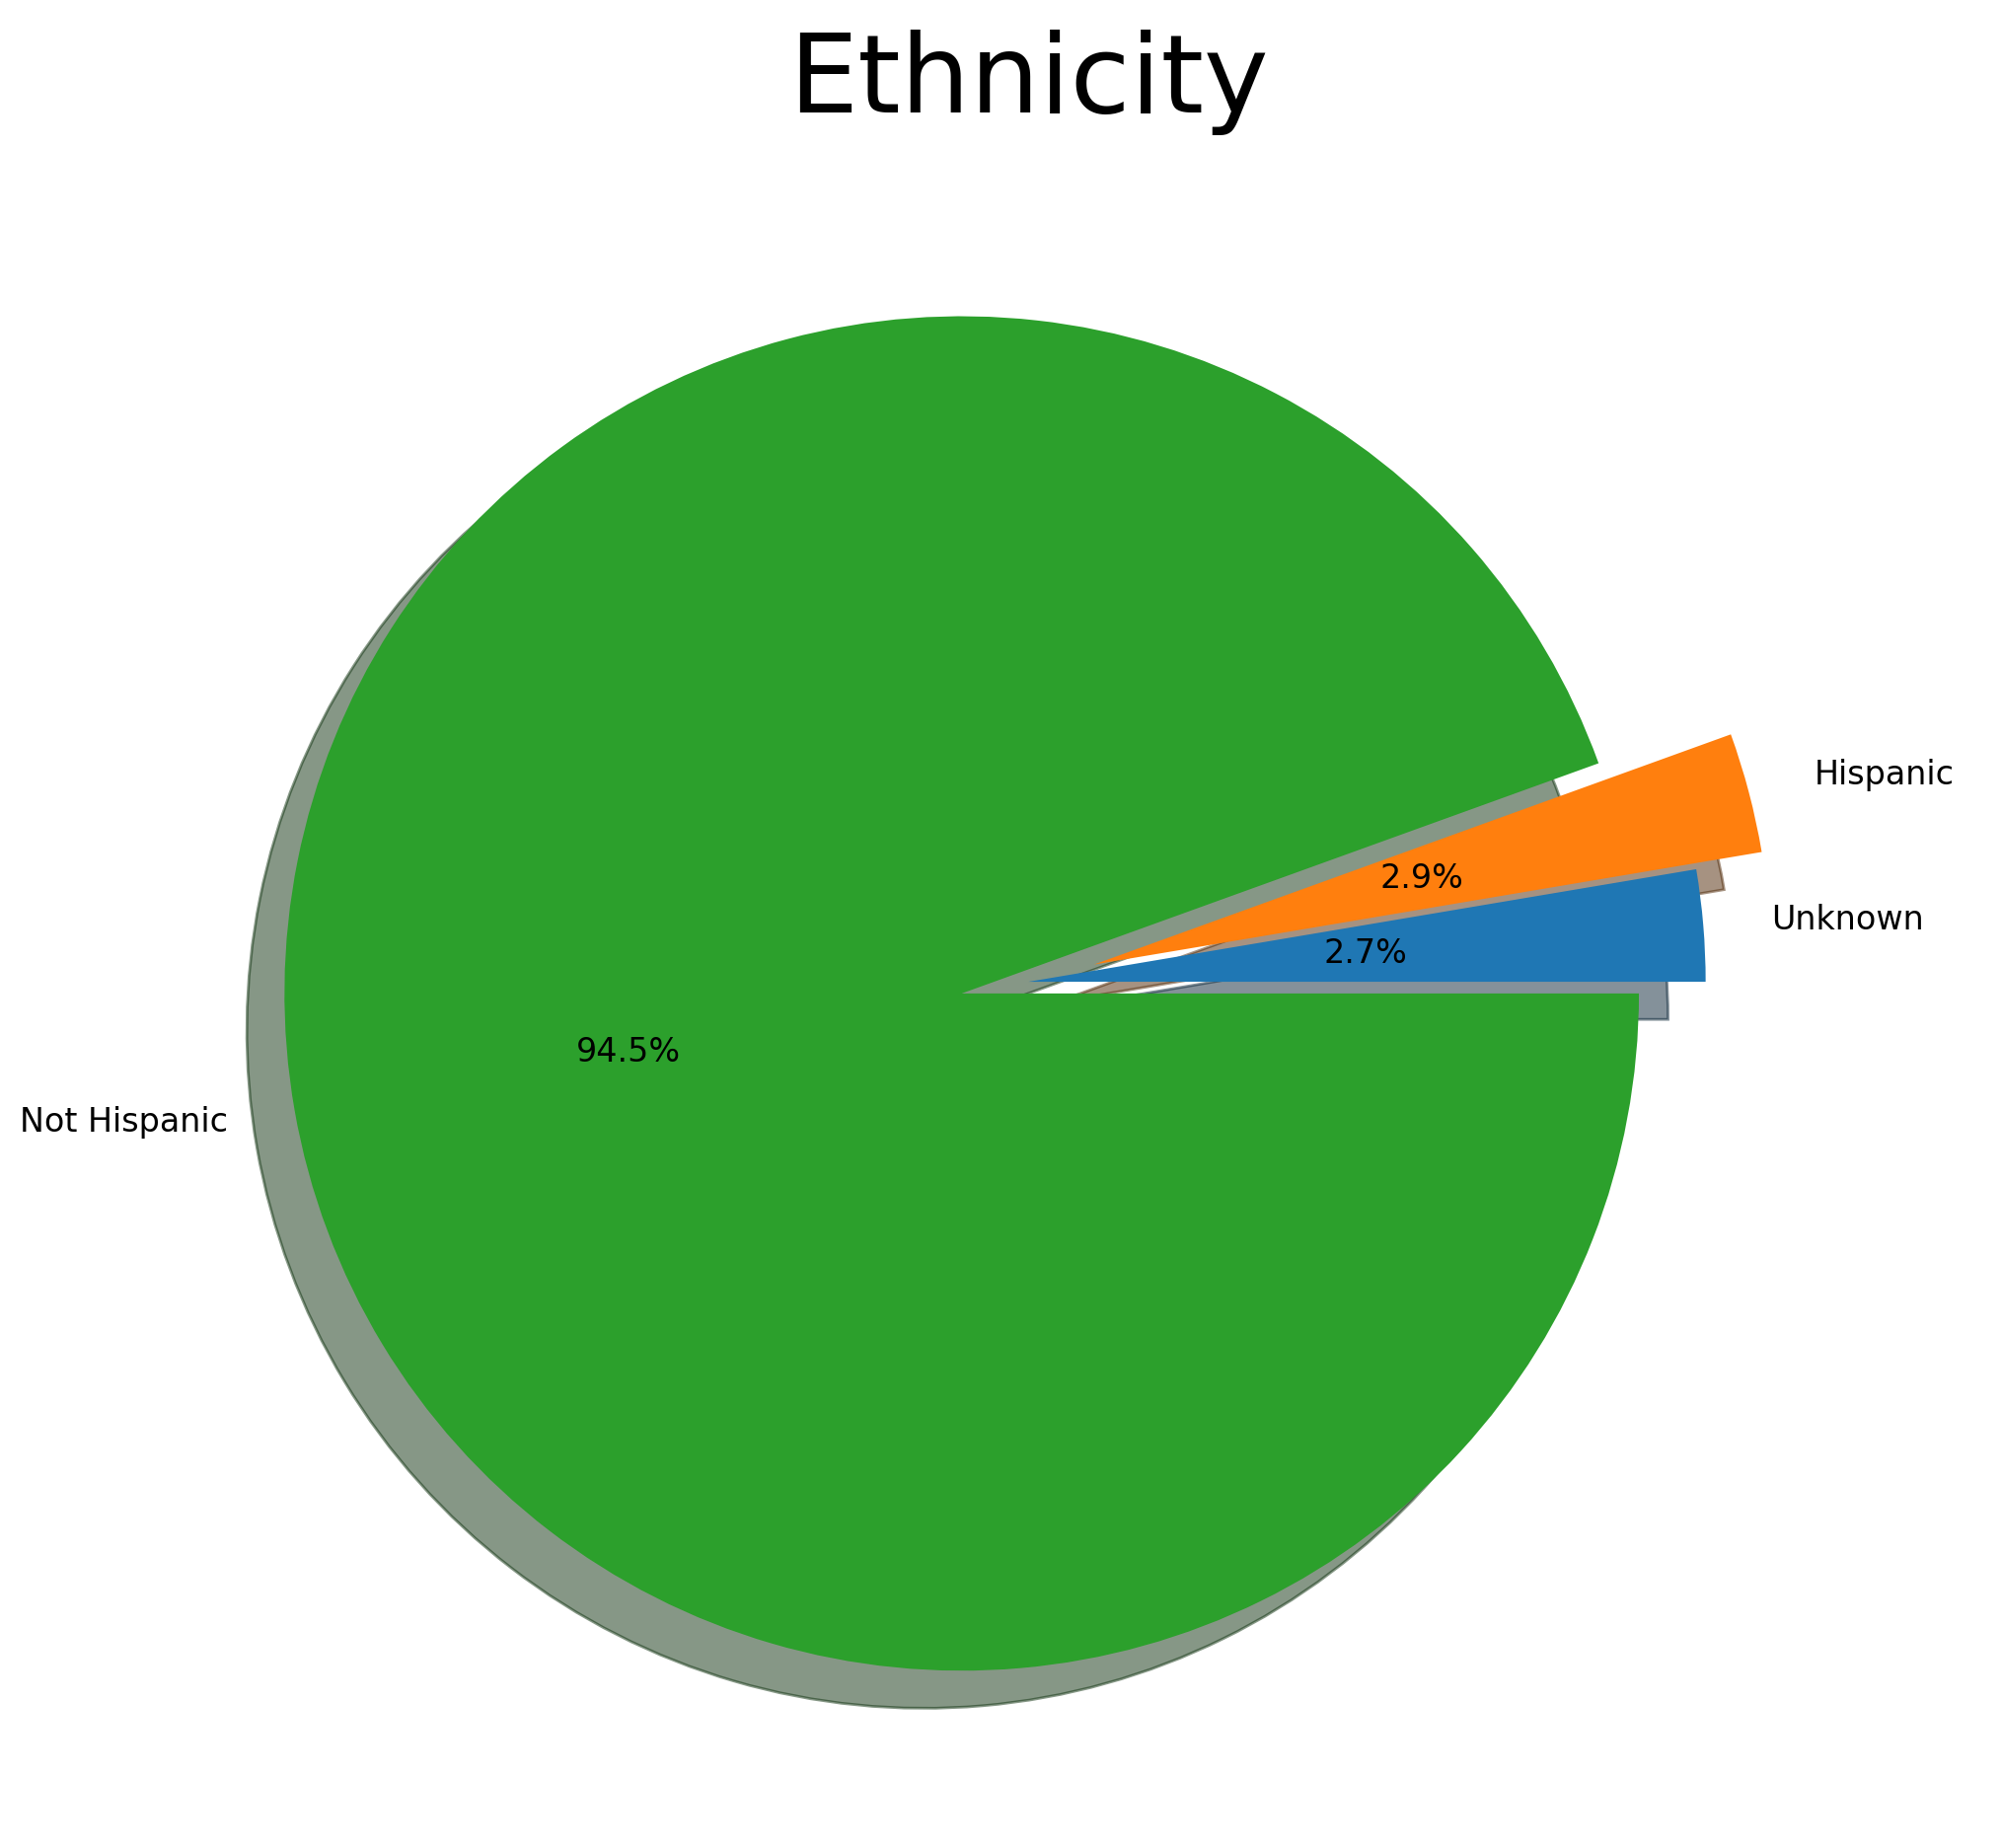 Ethnicity
Hispanic
2.9%
Unknown
2.7%
94.5%
Not Hispanic